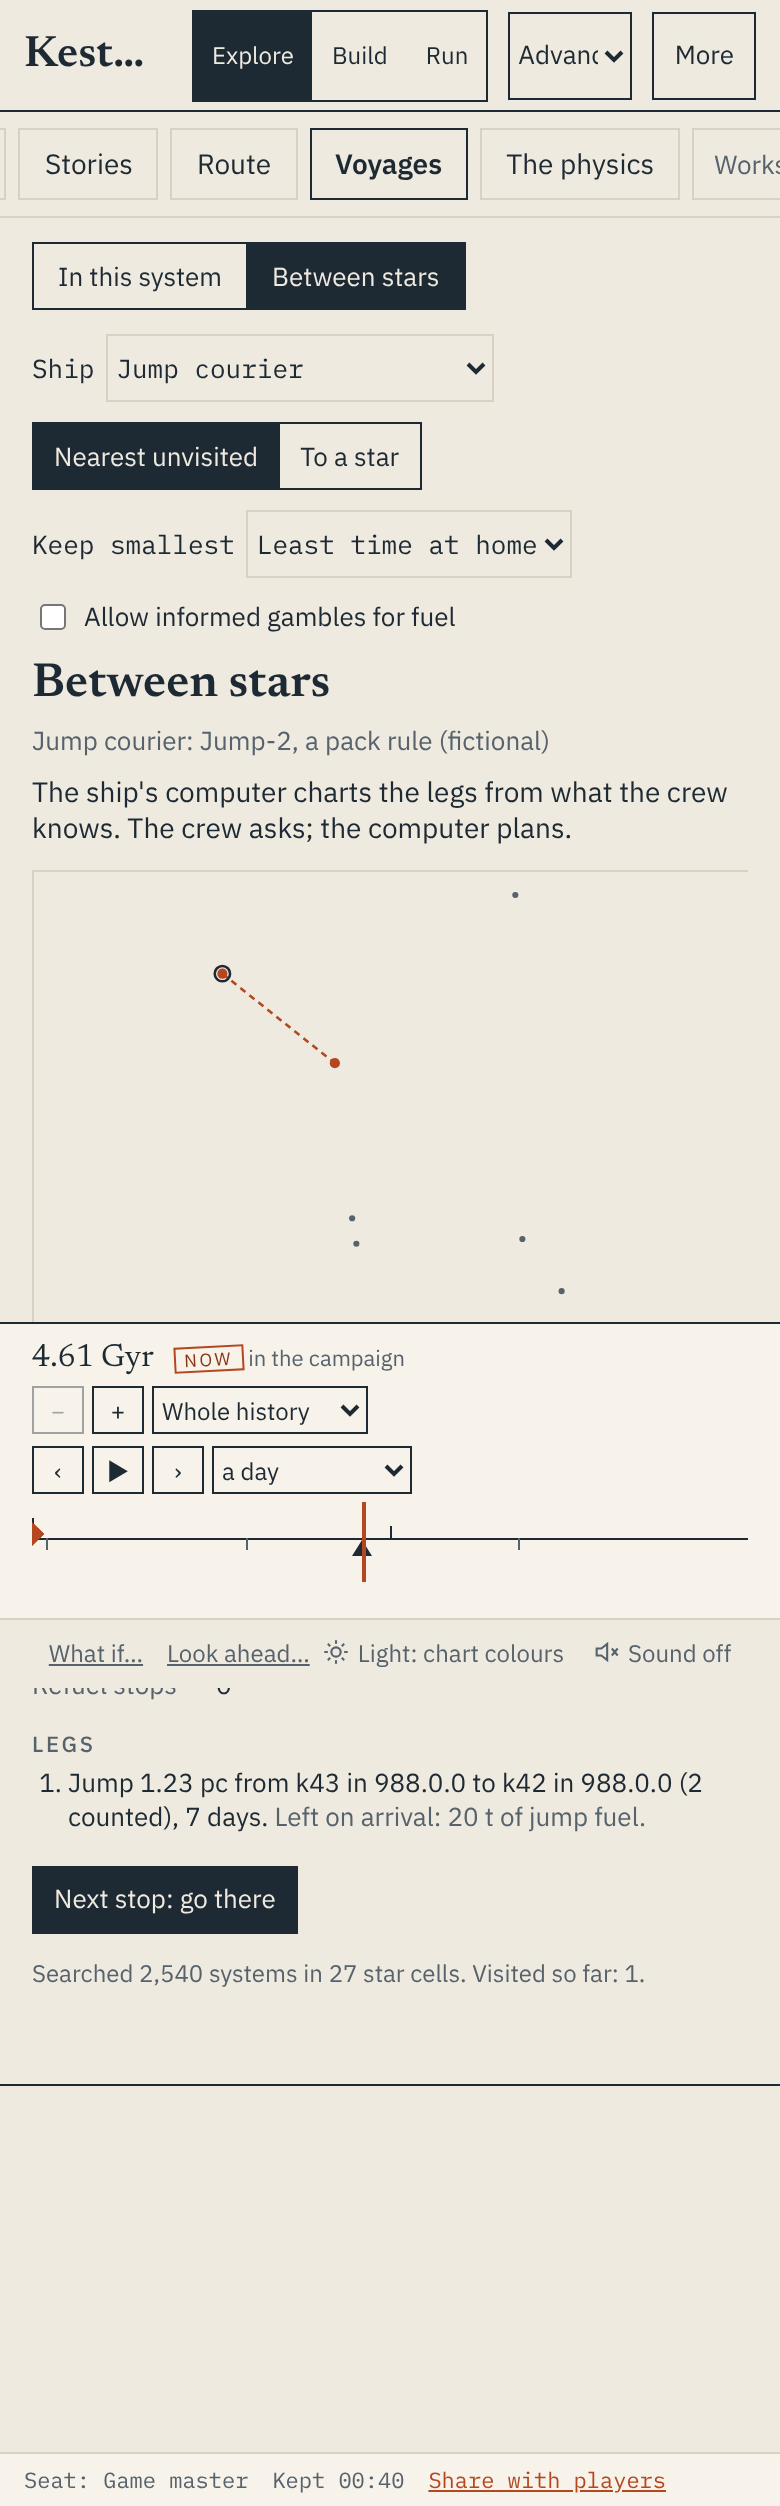 Kest...
Explore Build Run Advanc More
Stories Route Voyages The physics Works
In this system Between stars
Ship Jump courier
Nearest unvisited To a star
Keep smallest Least time at home
Allow informed gambles for fuel
Between stars
Jump courier: Jump-2, a pack rule (fictional)
The ship's computer charts the legs from what the crew
knows. The crew asks; the computer plans.
4.61 Gyr NOW in the campaign
− + Whole history
‹ › a day
What if... Look ahead... Light: chart colours Sound off
Refuel stops
LEGS
1. Jump 1.23 pc from k43 in 988.0.0 to k42 in 988.0.0 (2
counted), 7 days. Left on arrival: 20 t of jump fuel.
Next stop: go there
Searched 2,540 systems in 27 star cells. Visited so far: 1.
Seat: Game master Kept 00:40 Share with players